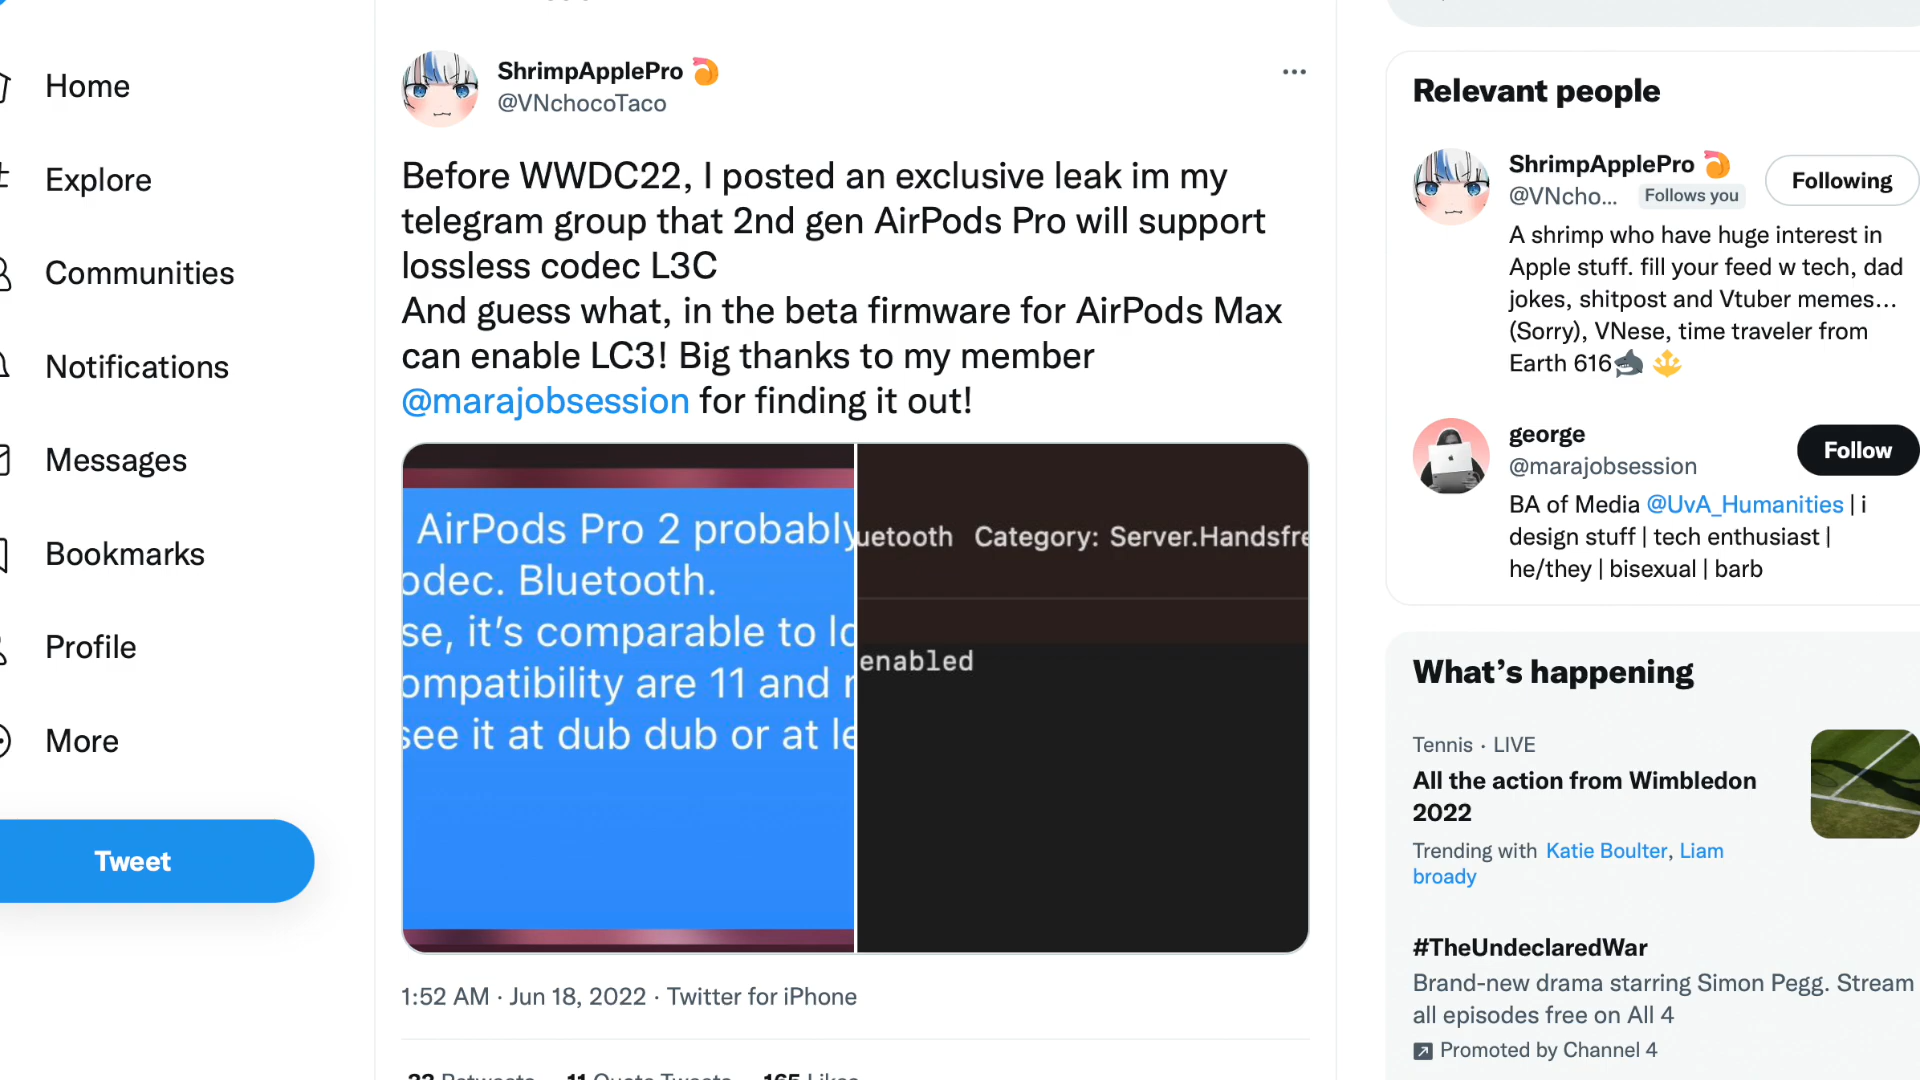 Home
Explore
Communities
Notifications
Messages
Bookmarks
Profile
More
Tweet
ShrimpApplePro
@VNchocoTaco
Before WWDC22, I posted an exclusive leak im my
telegram group that 2nd gen AirPods Pro will support
lossless codec L3C
And guess what, in the beta firmware for AirPods Max
can enable LC3! Big thanks to my member
@marajobsession for finding it out!
AirPods Pro 2 probably
odec. Bluetooth.
se, it's comparable to lo
ompatibility are 11 and
see it at dub dub or at le
uetooth Category: Server.Handsfre
enabled
1:52 AM · Jun 18, 2022 · Twitter for iPhone
Retweets 11 Quote Tweets 165 Likes
Relevant people
ShrimpApplePro
@VNcho... Follows you
Following
A shrimp who have huge interest in
Apple stuff. fill your feed w tech, dad
jokes, shitpost and Vtuber memes...
(Sorry), VNese, time traveler from
Earth 616
george
@marajobsession
Follow
BA of Media @UvA_Humanities | i
design stuff | tech enthusiast |
he/they | bisexual | barb
What's happening
Tennis · LIVE
All the action from Wimbledon
2022
Trending with Katie Boulter, Liam
broady
#TheUndeclaredWar
Brand-new drama starring Simon Pegg. Stream
all episodes free on All 4
Promoted by Channel 4